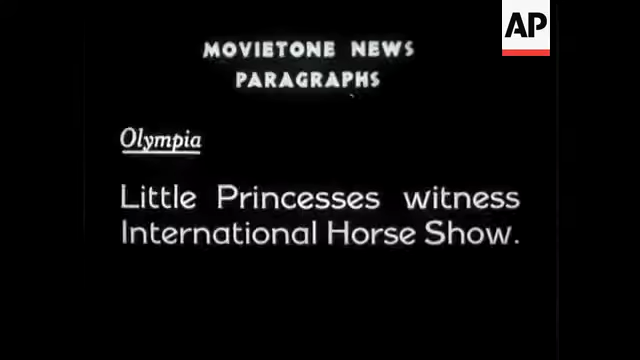 AP
MOVIETONE NEWS
PARAGRAPHS
Olympia
Little Princesses witness
International Horse Show.